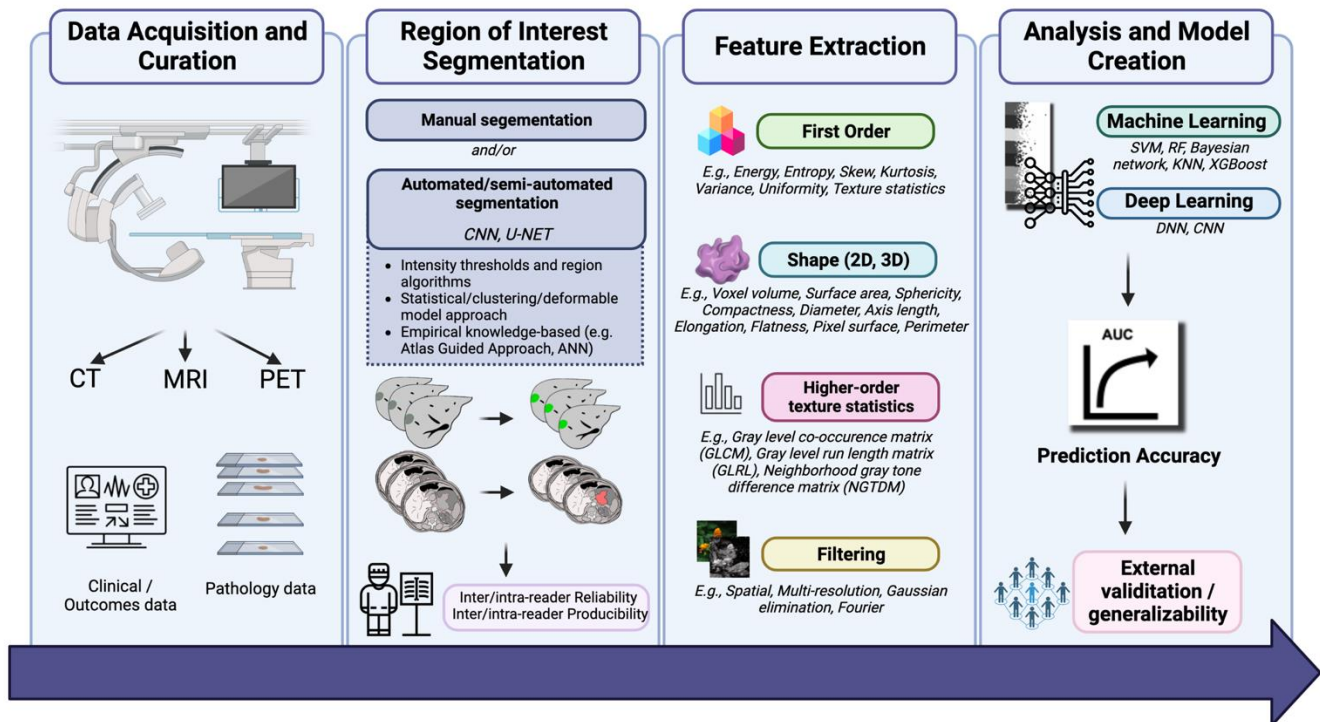 Data Acquisition and
Curation
CT
MRI
PET
Clinical /
Outcomes data
Pathology data
Region of Interest
Segmentation
Manual segementation
and/or
Automated/semi-automated
segmentation
CNN, U-NET
• Intensity thresholds and region
algorithms
• Statistical/clustering/deformable
model approach
• Empirical knowledge-based (e.g.
Atlas Guided Approach, ANN)
Inter/intra-reader Reliability
Inter/intra-reader Producibility
Feature Extraction
First Order
E.g., Energy, Entropy, Skew, Kurtosis,
Variance, Uniformity, Texture statistics
Shape (2D, 3D)
E.g., Voxel volume, Surface area, Sphericity,
Compactness, Diameter, Axis length,
Elongation, Flatness, Pixel surface, Perimeter
Higher-order
texture statistics
E.g., Gray level co-occurence matrix
(GLCM), Gray level run length matrix
(GLRL), Neighborhood gray tone
difference matrix (NGTDM)
Filtering
E.g., Spatial, Multi-resolution, Gaussian
elimination, Fourier
Analysis and Model
Creation
Machine Learning
SVM, RF, Bayesian
network, KNN, XGBoost
Deep Learning
DNN, CNN
AUC
Prediction Accuracy
External
validitation /
generalizability